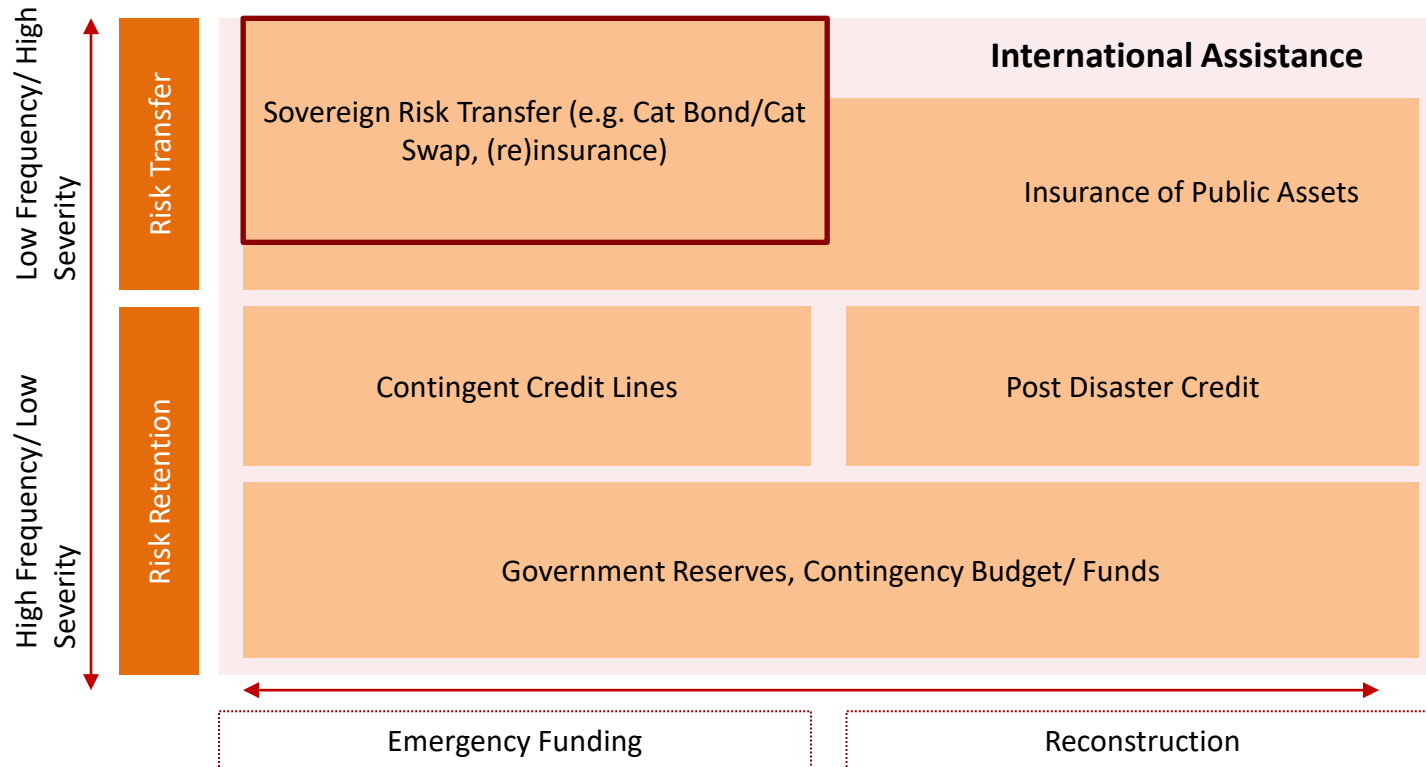 Low Frequency/ High
Severity
Risk Transfer
International Assistance
Sovereign Risk Transfer (e.g. Cat Bond/Cat
Swap, (re)insurance)
Insurance of Public Assets
High Frequency/ Low
Severity
Risk Retention
Contingent Credit Lines
Post Disaster Credit
Government Reserves, Contingency Budget/ Funds
Emergency Funding
Reconstruction